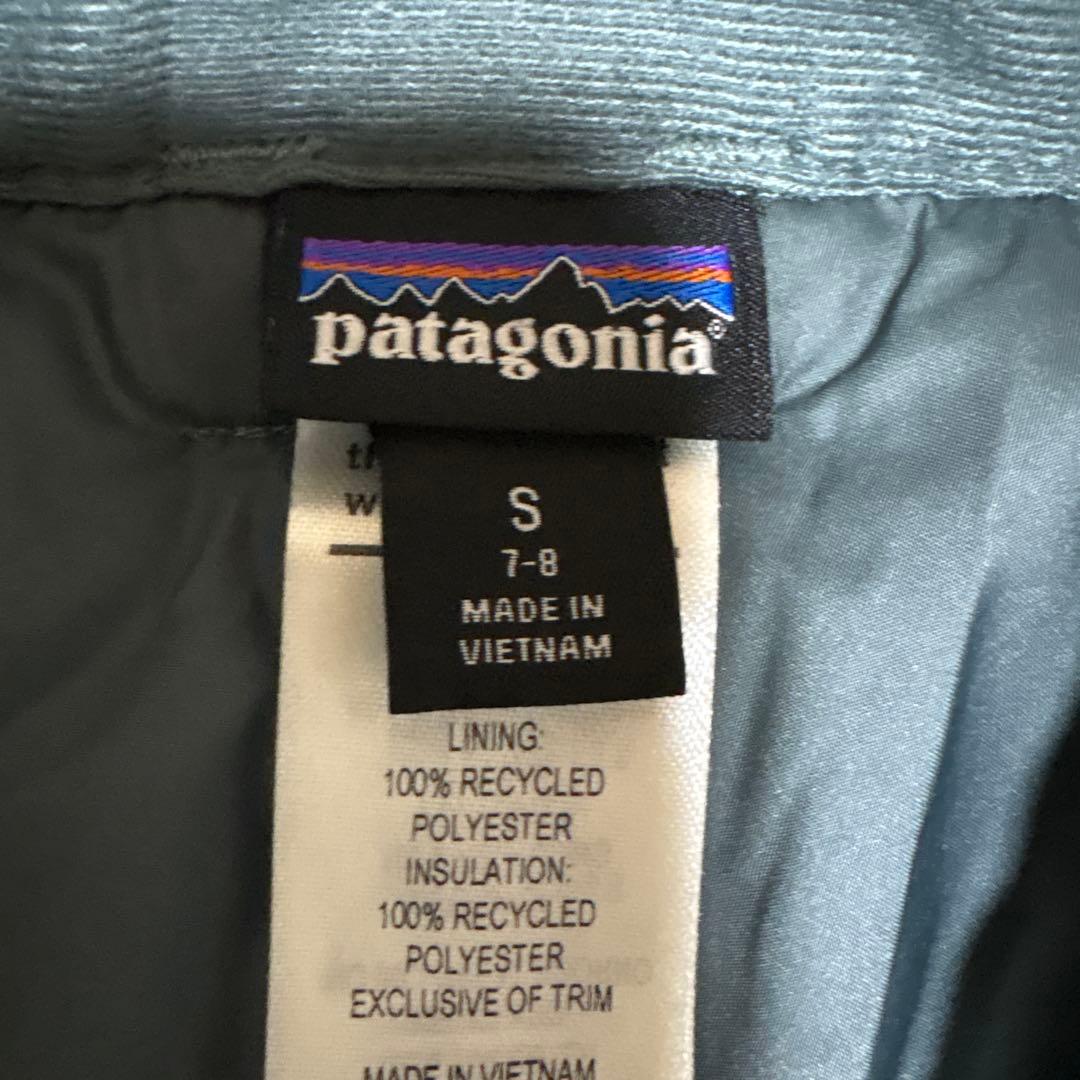 patagonia®
S
7-8
MADE IN
VIETNAM
LINING:
100% RECYCLED
POLYESTER
INSULATION:
100% RECYCLED
POLYESTER
EXCLUSIVE OF TRIM
MADE IN VIETNAM